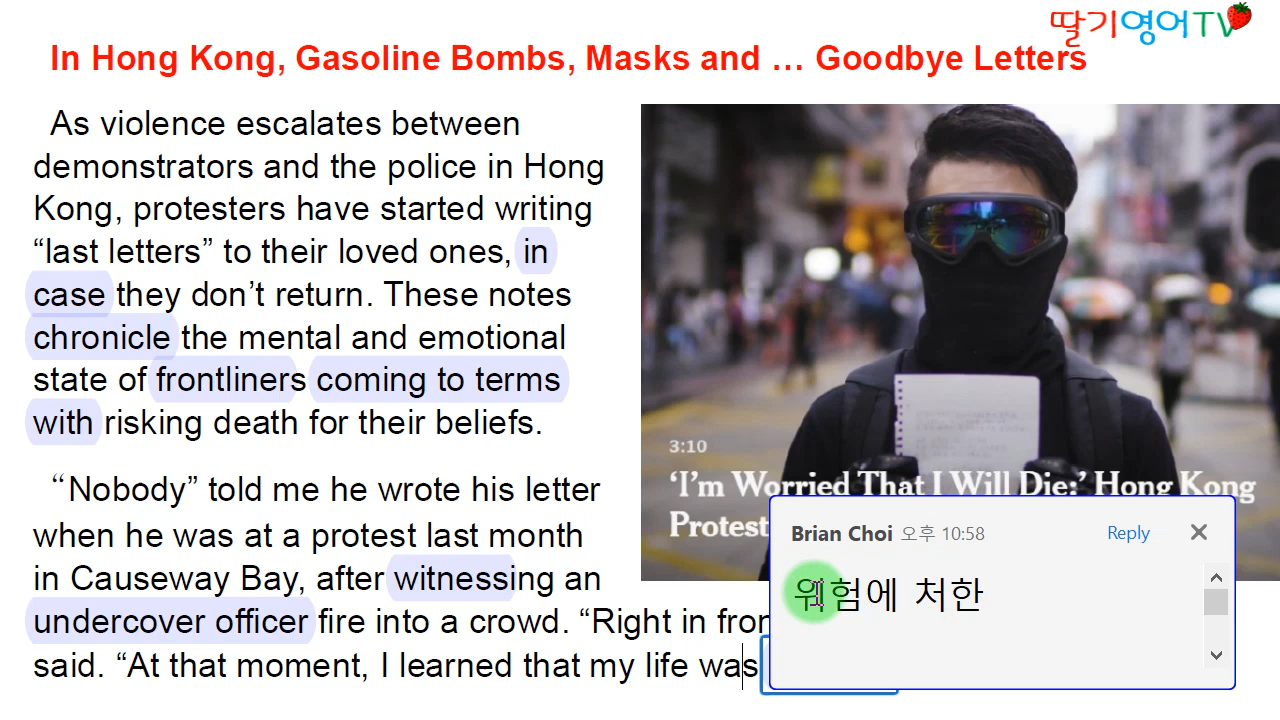 딸기영어TV
In Hong Kong, Gasoline Bombs, Masks and … Goodbye Letters
As violence escalates between
demonstrators and the police in Hong
Kong, protesters have started writing
“last letters” to their loved ones, in
case they don’t return. These notes
chronicle the mental and emotional
state of frontliners coming to terms
with risking death for their beliefs.
“Nobody” told me he wrote his letter
when he was at a protest last month
in Causeway Bay, after witnessing an
undercover officer fire into a crowd. “Right in fron
said. “At that moment, I learned that my life was
3:10
‘I’m Worried That I Will Die:’ Hong Kong
Protest
Brian Choi 오후 10:58 Reply
위험에 처한